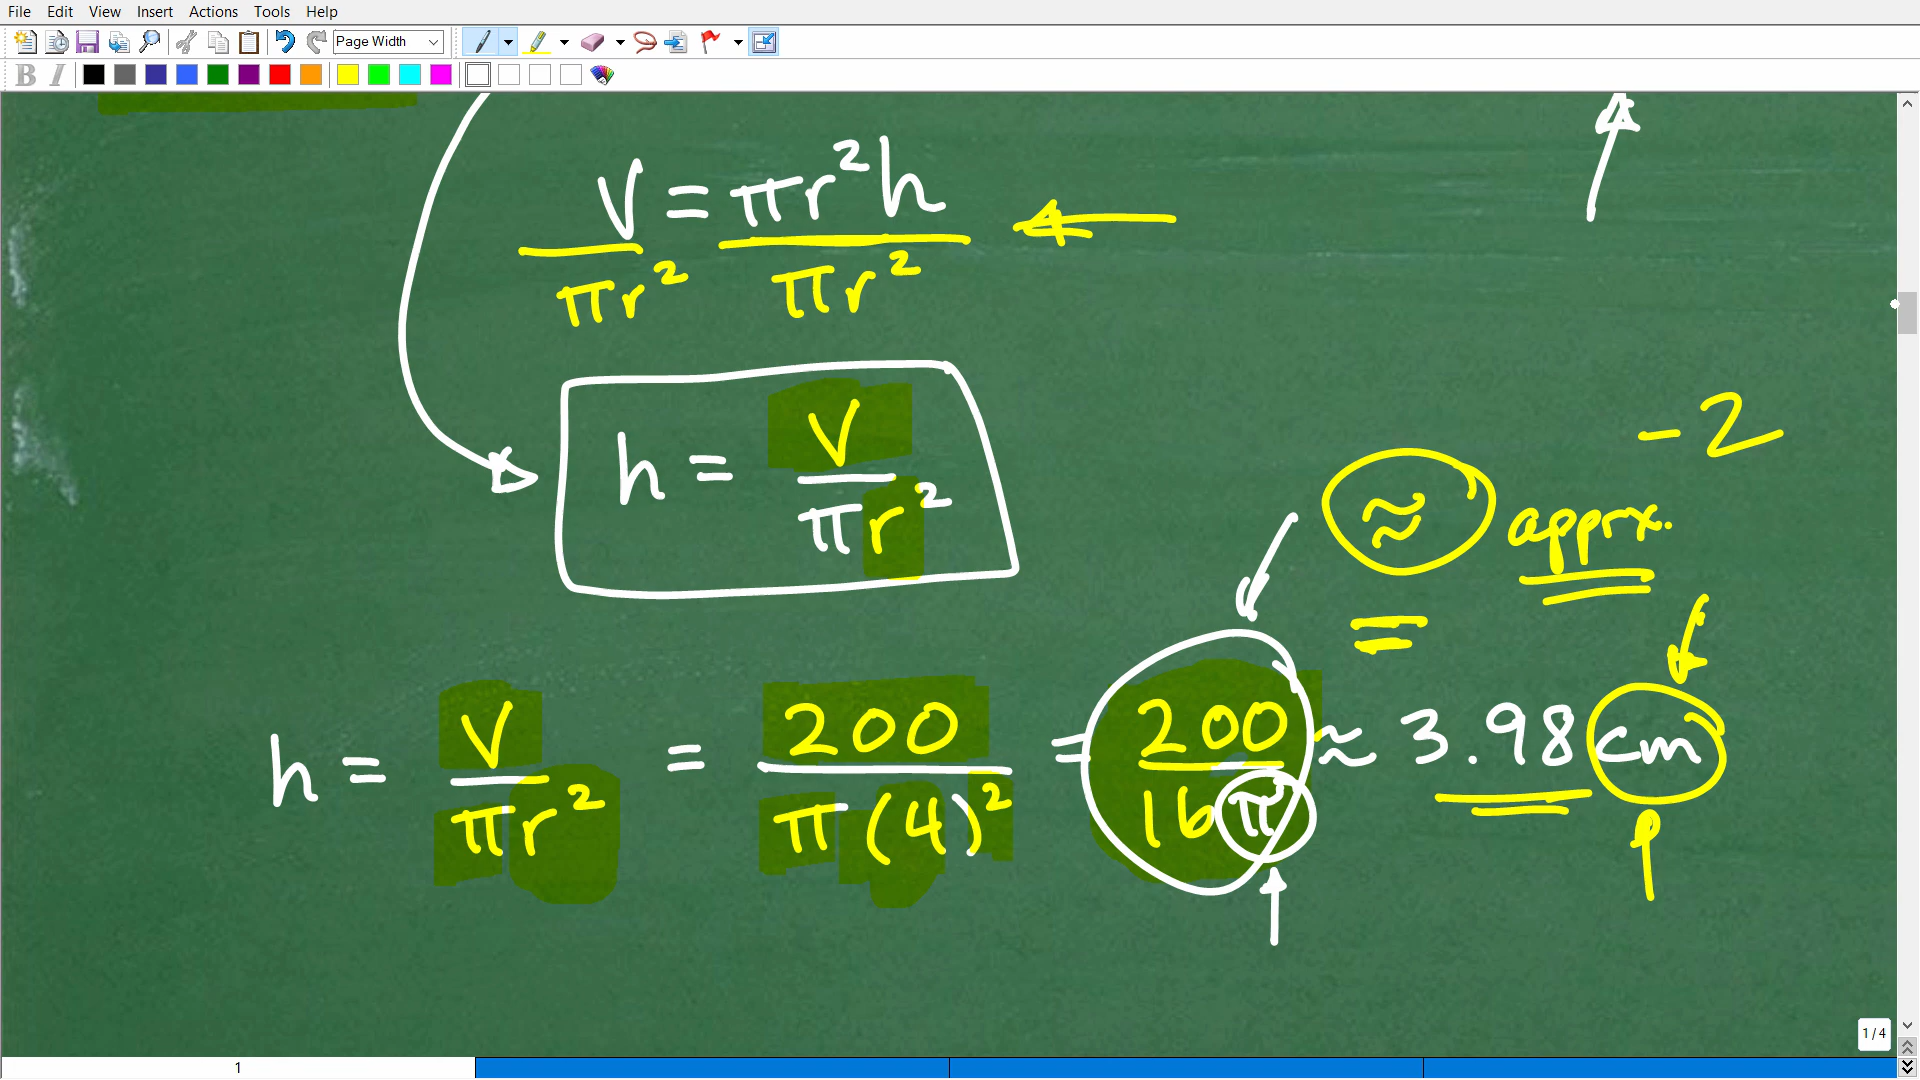 File Edit View Insert Actions Tools Help
Page Width
B I
V = πr²h
πr² πr²
h = V / πr²
- 2
≈ apprx.
=
h = V / πr² = 200 / π(4)² = 200 / 16π ≈ 3.98 cm
1 / 4
1